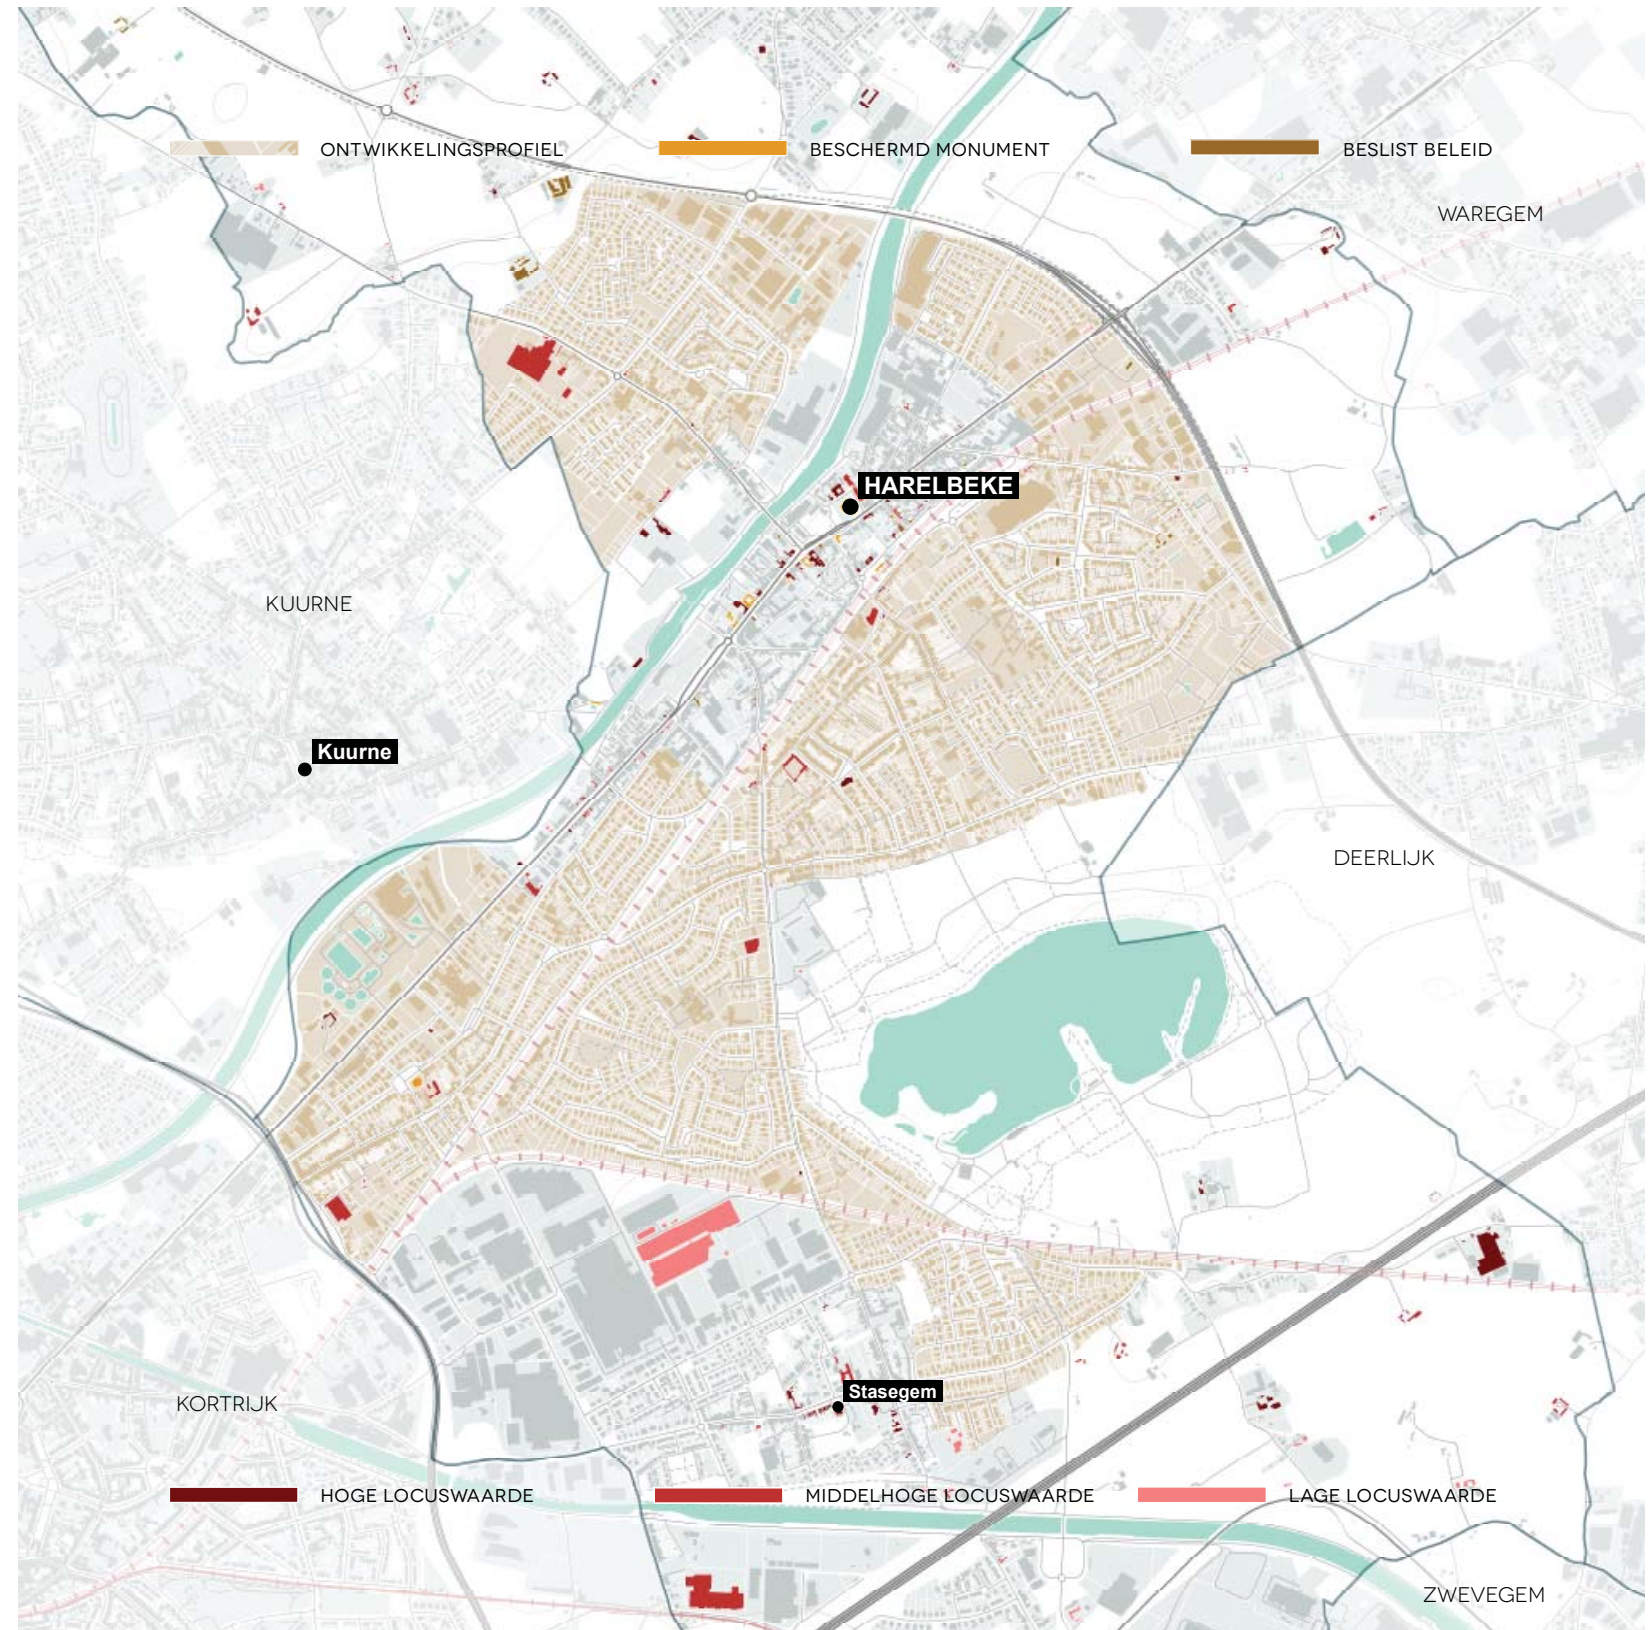 ONTWIKKELINGSPROFIEL
BESCHERMD MONUMENT
BESLIST BELEID
WAREGEM
HARELBEKE
KUURNE
Kuurne
DEERLIJK
Stasegem
KORTRIJK
HOGE LOCUSWAARDE
MIDDELHOGE LOCUSWAARDE
LAGE LOCUSWAARDE
ZWEVEGEM